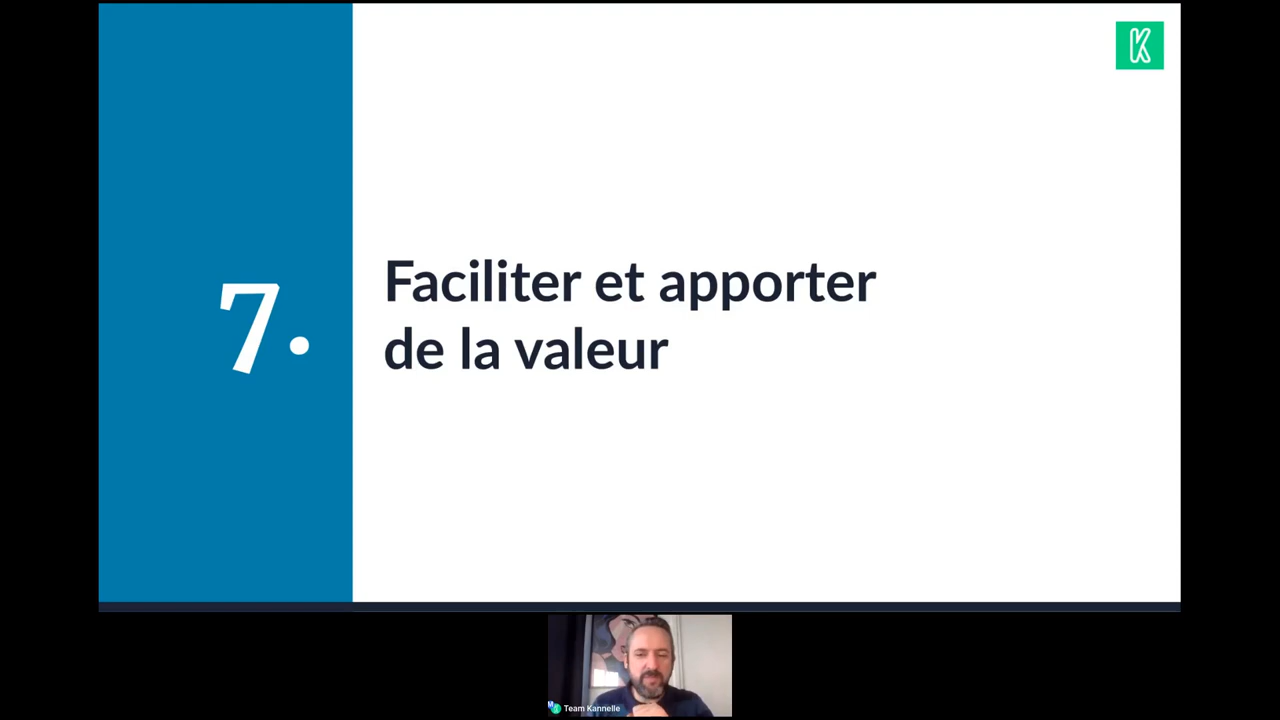 K
7.
Faciliter et apporter
de la valeur
Team Kannelle